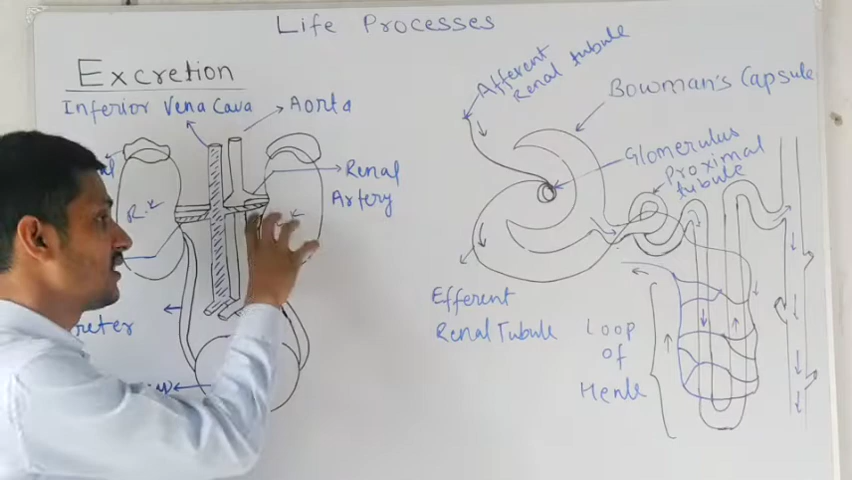 Life Processes
Excretion
Inferior Vena Cava
Aorta
Renal
Artery
R.K
Afferent
Renal tubule
Bowman's Capsule
Glomerulus
Proximal
tubule
Efferent
Renal Tubule
Loop
of
Henle